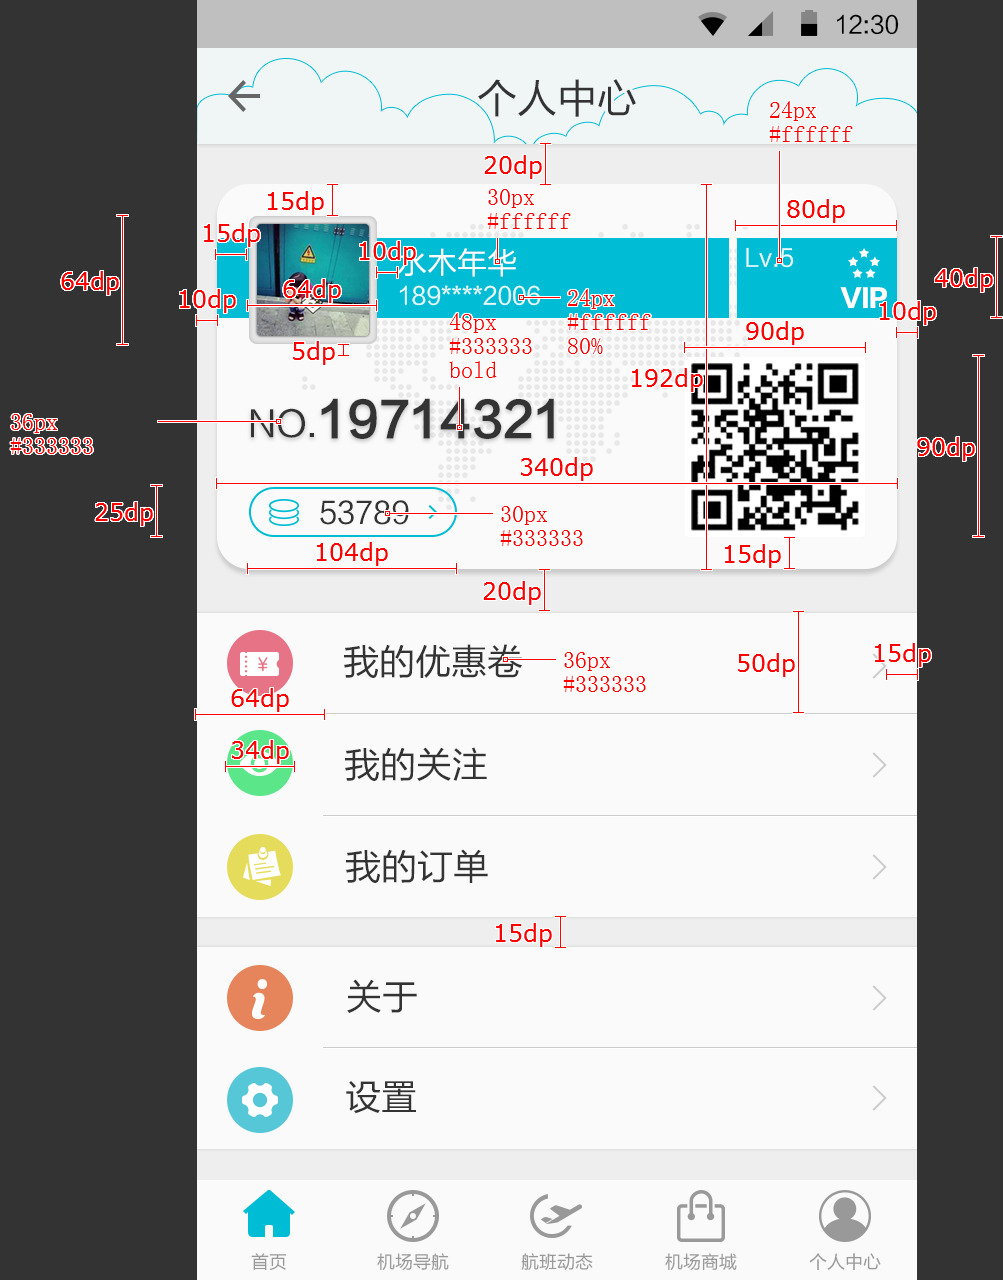 12:30
个人中心
24px
#ffffff
20dp
15dp
30px
#ffffff
80dp
15dp
10dp
水木年华
Lv.5
64dp
40dp
64dp
189****2006
24px
#ffffff
80%
VIP
10dp
10dp
48px
#333333
bold
90dp
5dp
192dp
NO.19714321
36px
#333333
90dp
340dp
25dp
53789
30px
#333333
104dp
15dp
20dp
¥
我的优惠卷
36px
#333333
50dp
15dp
64dp
34dp
我的关注
我的订单
15dp
关于
设置
首页
机场导航
航班动态
机场商城
个人中心